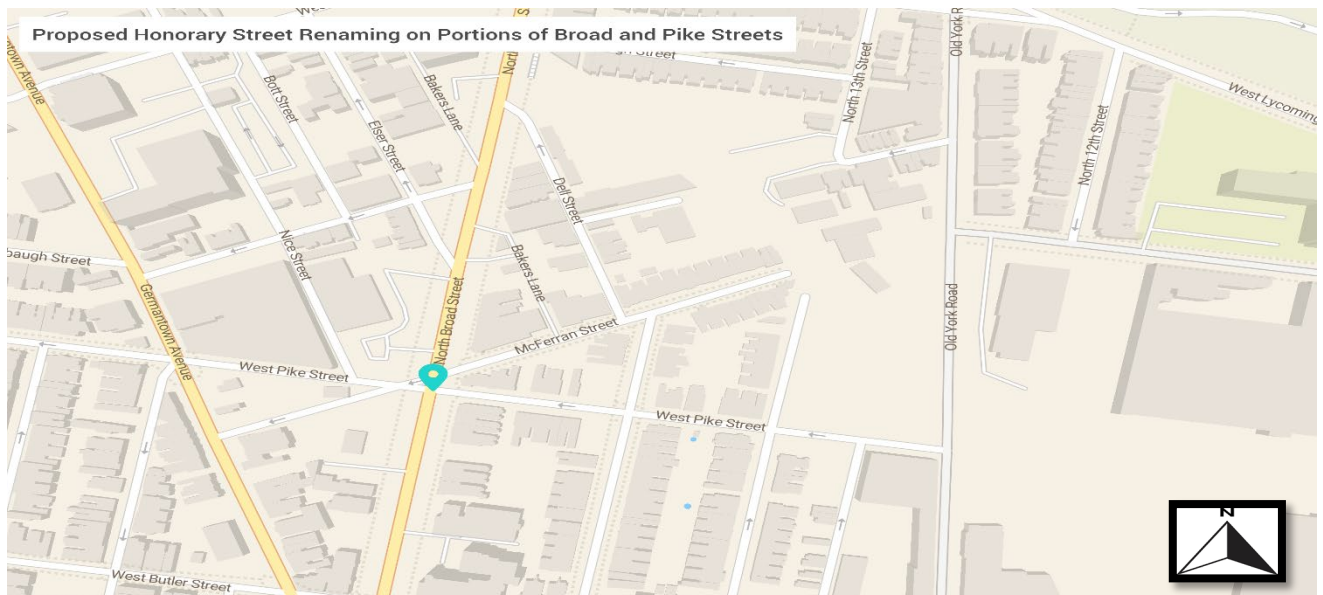 Proposed Honorary Street Renaming on Portions of Broad and Pike Streets
Old York R
North 13th Street
West Lycoming
North 12th Street
Bott Street
Elser Street
Bakers Lane
Dell Street
Nice Street
Bakers Lane
baugh Street
Germantown Avenue
North Broad Street
McFerran Street
Old York Road
West Pike Street
West Pike Street
West Butler Street
N